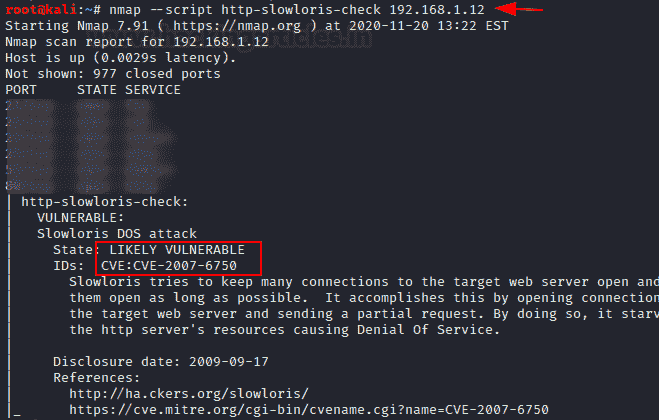 root@kali:~# nmap --script http-slowloris-check 192.168.1.12
Starting Nmap 7.91 ( https://nmap.org ) at 2020-11-20 13:22 EST
Nmap scan report for 192.168.1.12
Host is up (0.0029s latency).
Not shown: 977 closed ports
PORT     STATE SERVICE
| http-slowloris-check:
|   VULNERABLE:
|   Slowloris DOS attack
|     State: LIKELY VULNERABLE
|     IDs:  CVE:CVE-2007-6750
|       Slowloris tries to keep many connections to the target web server open and
|       them open as long as possible.  It accomplishes this by opening connection
|       the target web server and sending a partial request. By doing so, it starv
|       the http server's resources causing Denial Of Service.
|
|     Disclosure date: 2009-09-17
|     References:
|       http://ha.ckers.org/slowloris/
|_      https://cve.mitre.org/cgi-bin/cvename.cgi?name=CVE-2007-6750